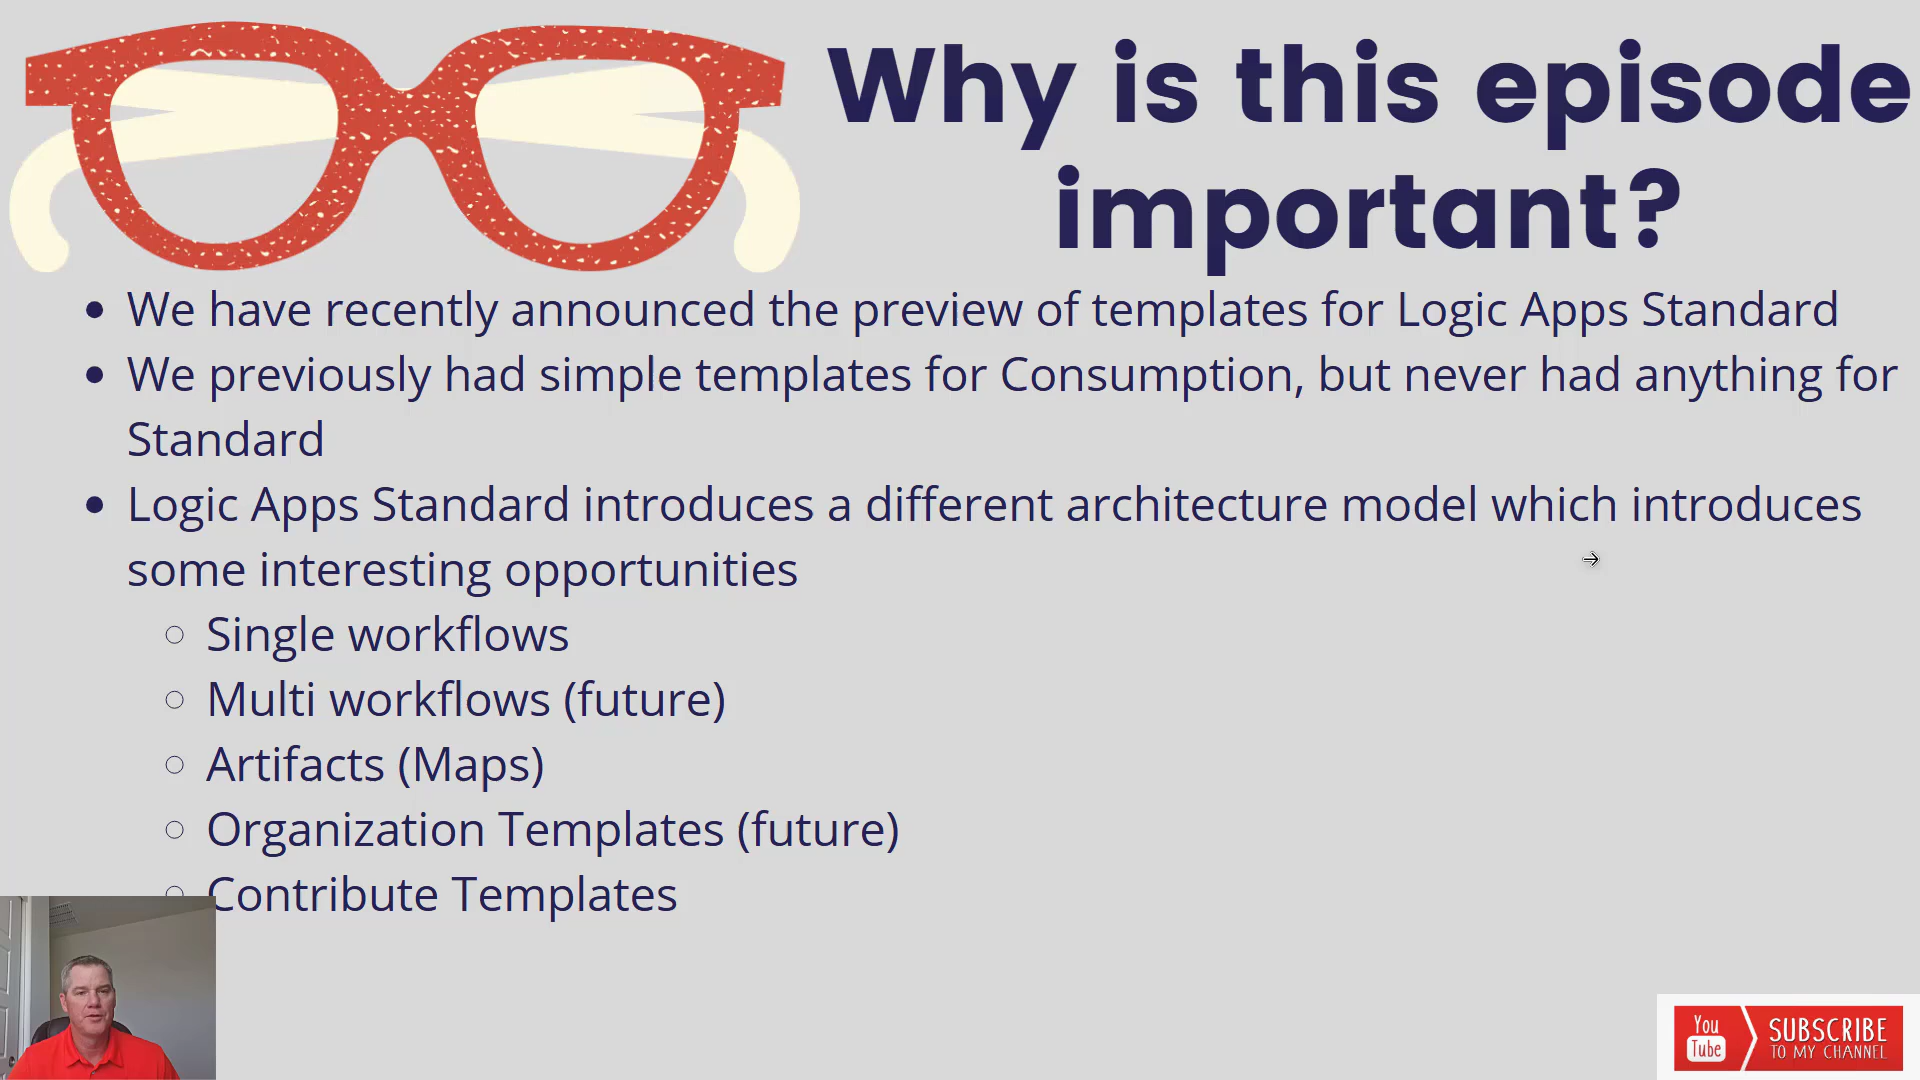 Why is this episode
important?
• We have recently announced the preview of templates for Logic Apps Standard
• We previously had simple templates for Consumption, but never had anything for
Standard
• Logic Apps Standard introduces a different architecture model which introduces
some interesting opportunities
○ Single workflows
○ Multi workflows (future)
○ Artifacts (Maps)
○ Organization Templates (future)
○ Contribute Templates
You
Tube
SUBSCRIBE
TO MY CHANNEL